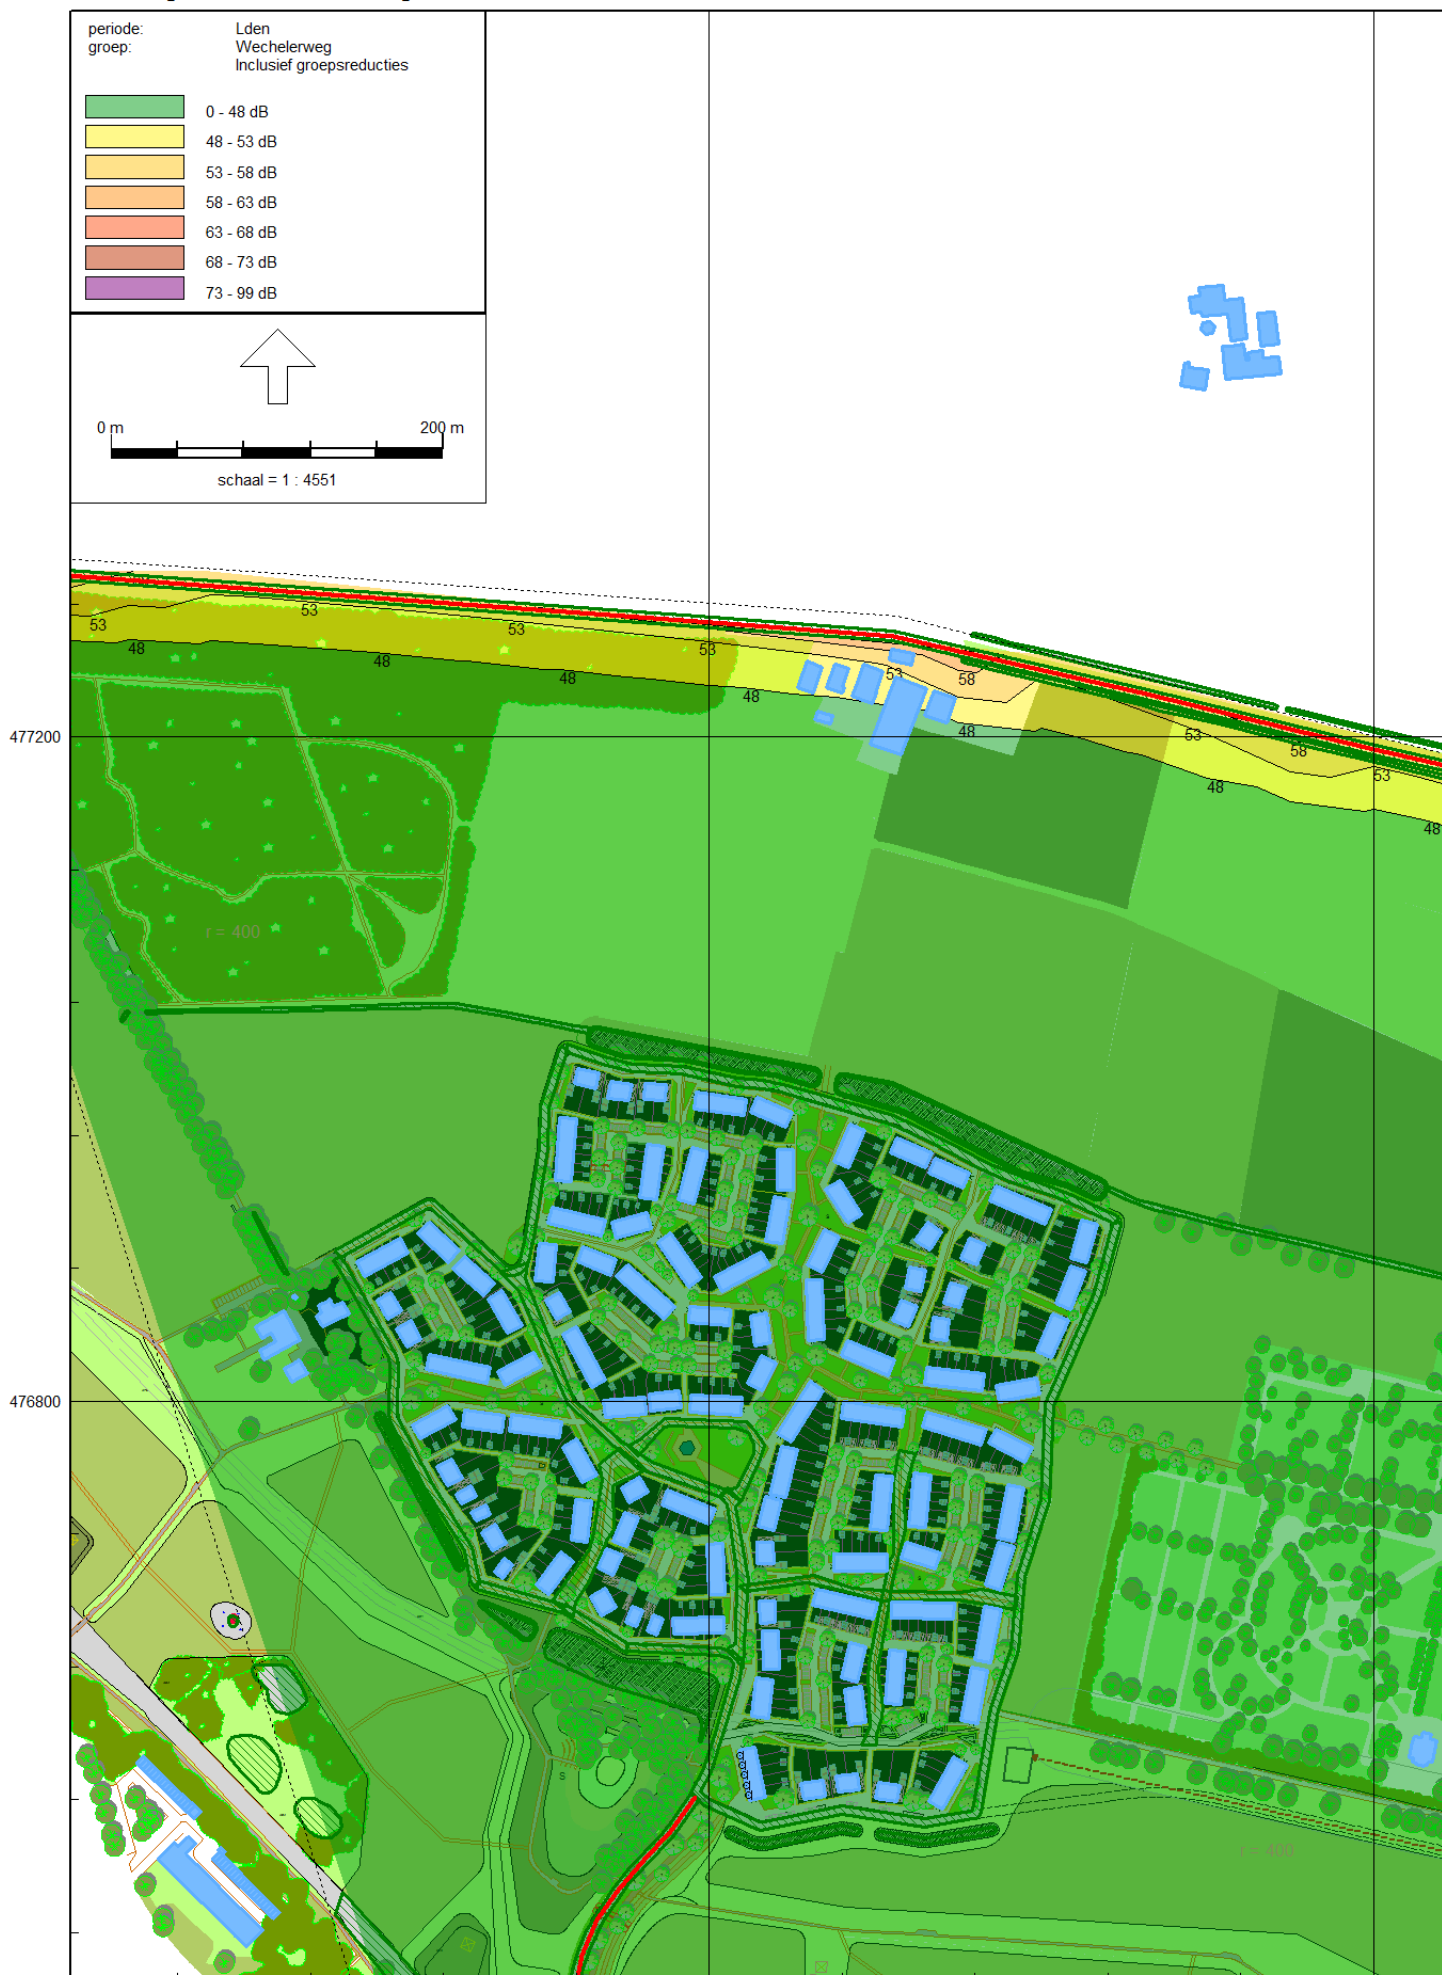 periode: Lden
groep: Wechelerweg
Inclusief groepsreducties
0 - 48 dB
48 - 53 dB
53 - 58 dB
58 - 63 dB
63 - 68 dB
68 - 73 dB
73 - 99 dB
0 m 200 m
schaal = 1 : 4551
53
53
53
53
53
58
48
48
48
48
48
53
58
53
48
48
477200
r = 400
476800
s
r = 400